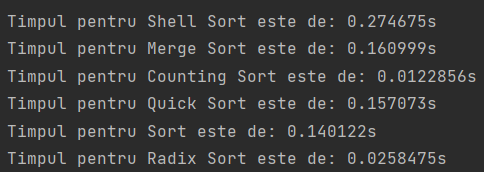 Timpul pentru Shell Sort este de: 0.274675s
Timpul pentru Merge Sort este de: 0.160999s
Timpul pentru Counting Sort este de: 0.0122856s
Timpul pentru Quick Sort este de: 0.157073s
Timpul pentru Sort este de: 0.140122s
Timpul pentru Radix Sort este de: 0.0258475s